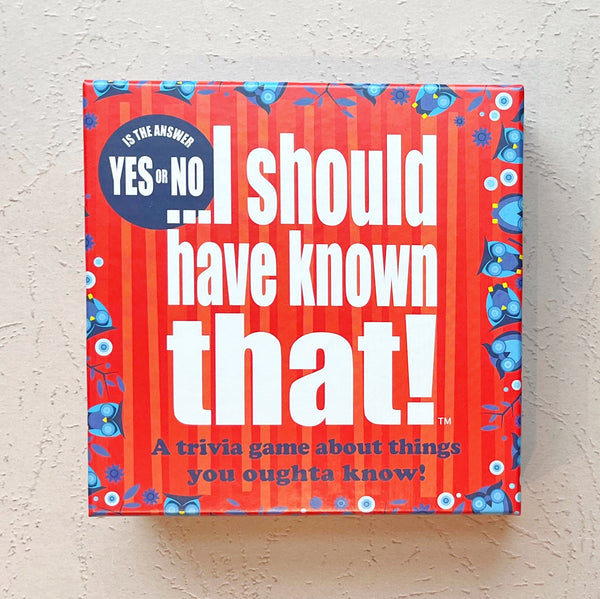 IS THE ANSWER
YES OR NO
...I should
have known
that!™
A trivia game about things
you oughta know!